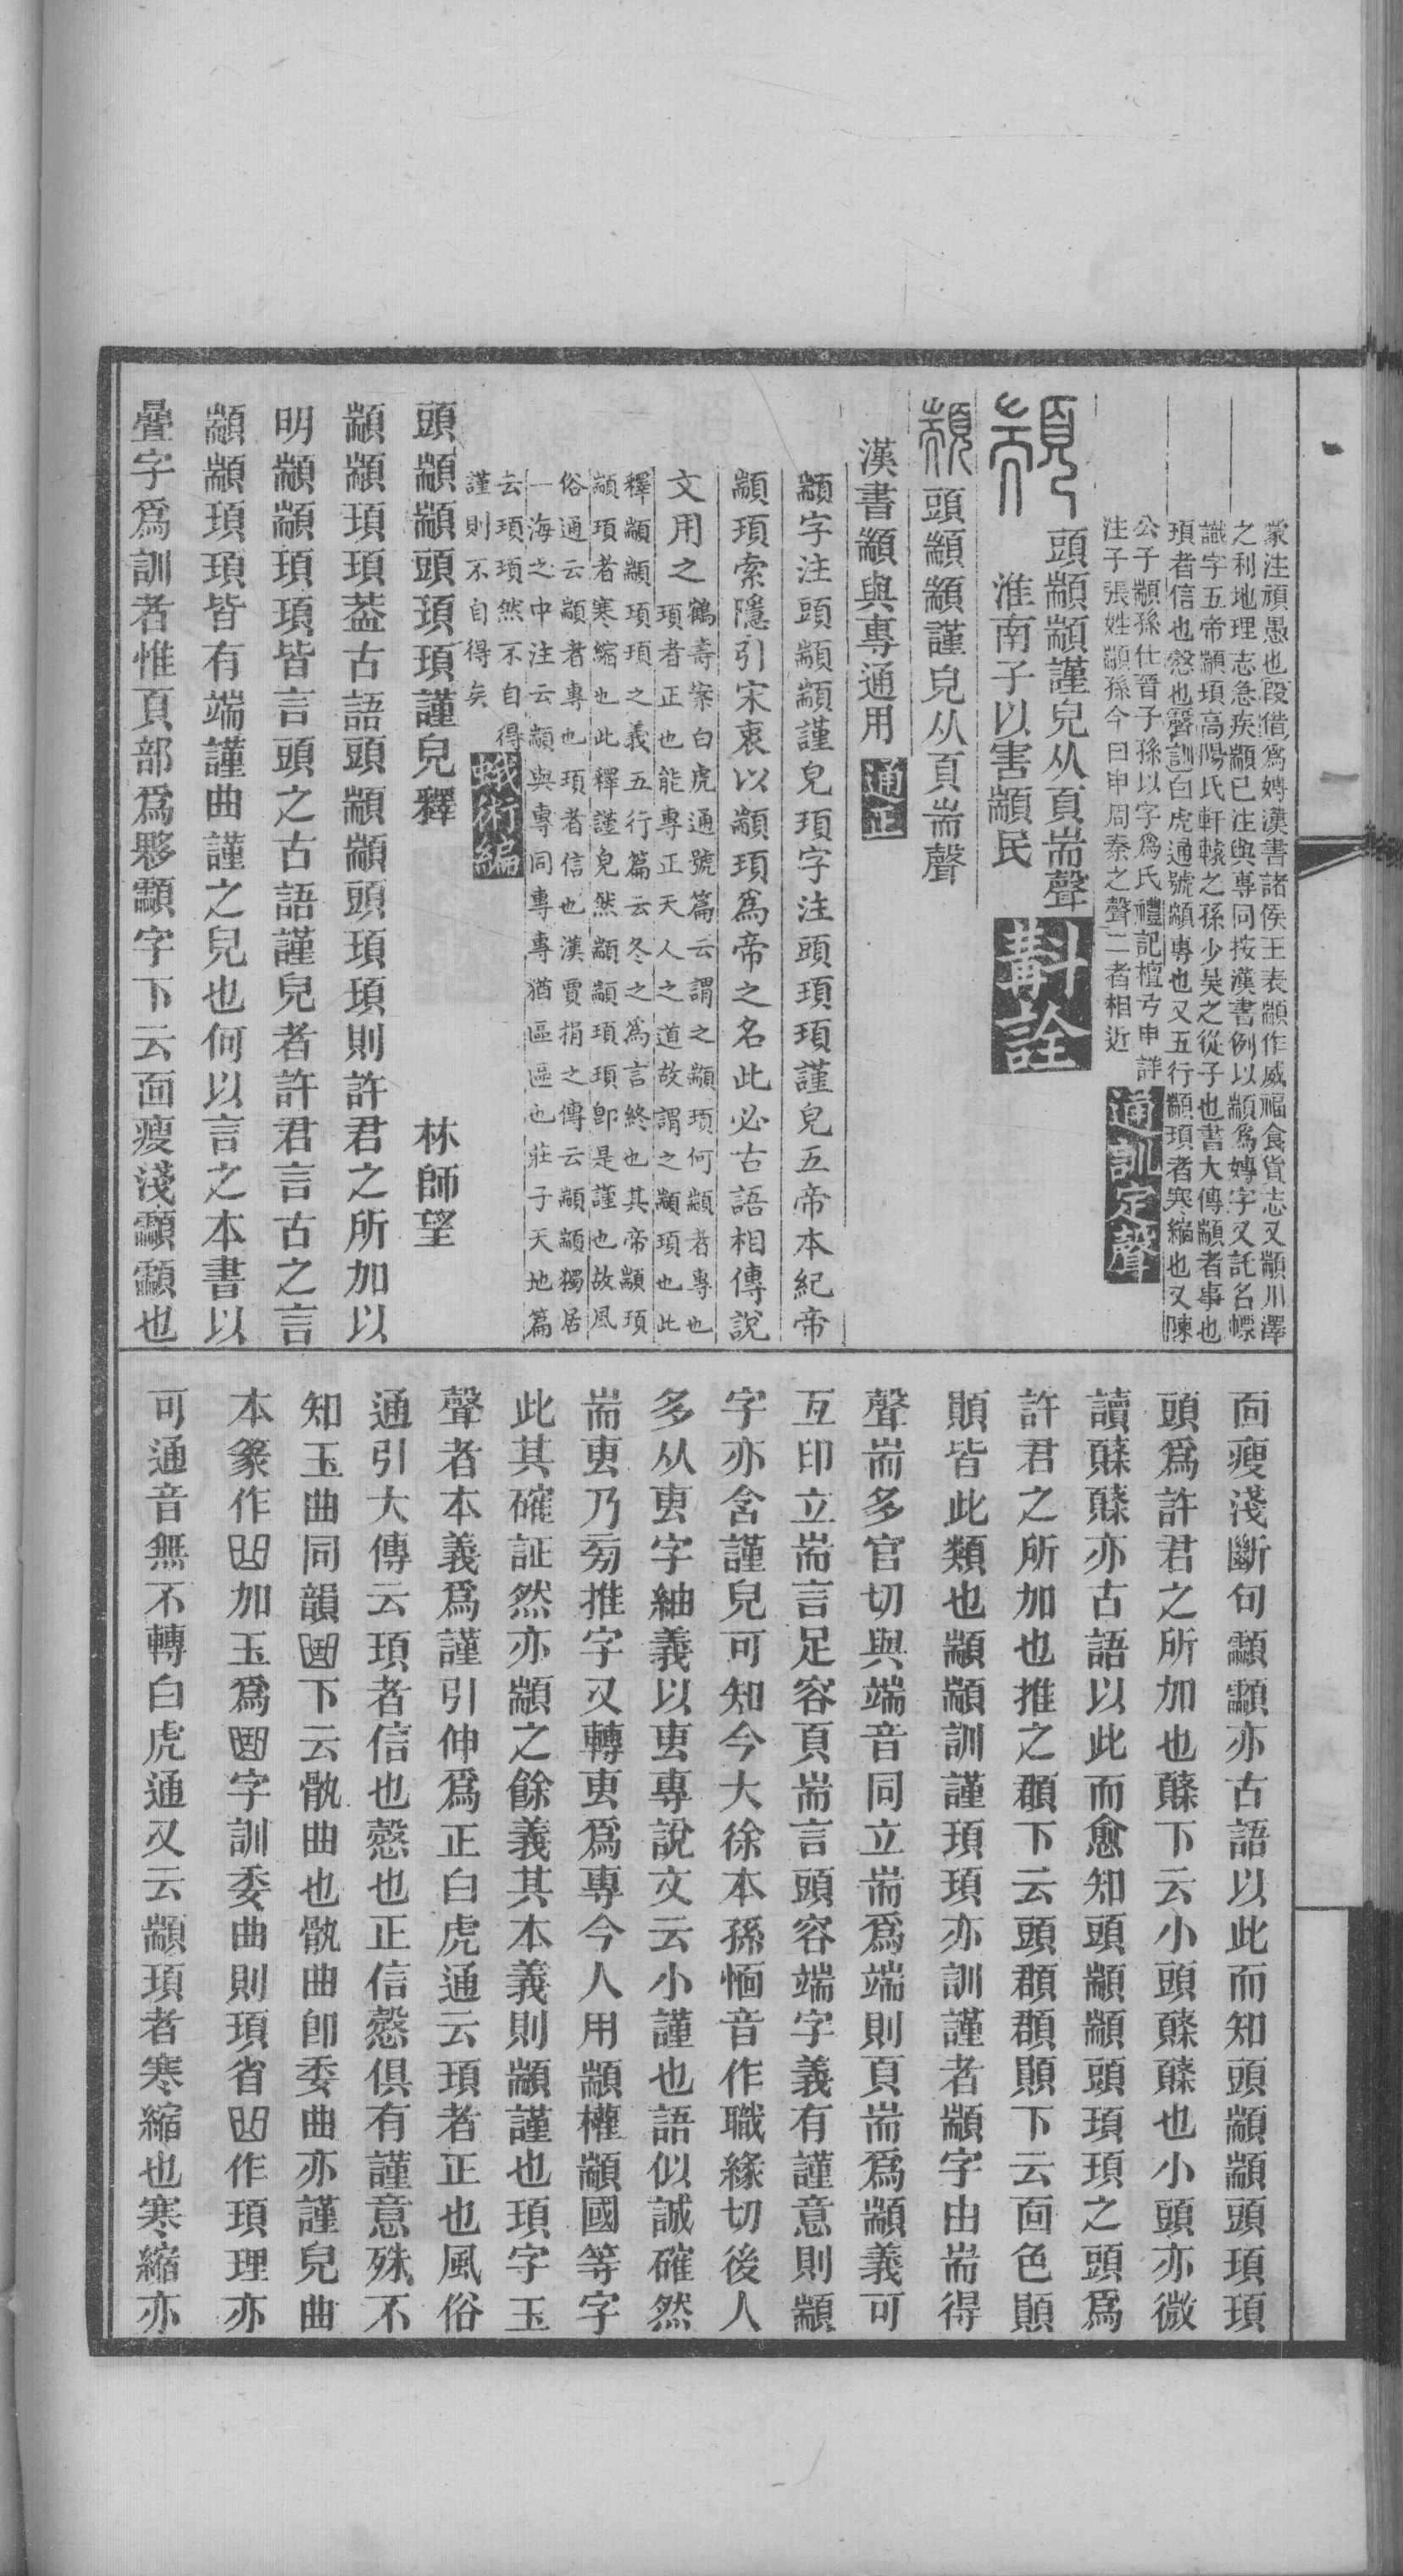 蒙注頑愚也叚借爲嫥漢書諸侯王表顓作威福食貨志又顓川澤
之利地理志急疾顓已注與專同按漢書例以顓爲嫥字又託名幖
識字五帝顓頊高陽氏軒轅之孫少昊之從子也書大傳顓者事也
頊者信也愨也聲訓白虎通號顓專也又五行顓頊者寒縮也又陳
公子顓孫仕晉子孫以字爲氏禮記檀弓申詳
注子張姓顓孫今曰申周秦之聲二者相近
通訓定聲
頭顓顓謹皃从頁耑聲
淮南子以害顓民
斠詮
頭顓顓謹皃从頁耑聲
漢書顓與專通用
通正
顓字注頭顓顓謹皃頊字注頭頊頊謹皃五帝本紀帝
顓頊索隱引宋衷以顓頊爲帝之名此必古語相傳說
文用之
鶴壽案白虎通號篇云謂之顓頊何顓者專也
頊者正也能專正天人之道故謂之顓頊也此
釋顓顓頊頊之義五行篇云冬之爲言終也其帝顓頊
顓頊者寒縮也此釋謹皃然顓顓頊頊卽是謹也故風
俗通云顓者專也頊者信也漢賈捐之傳云顓顓獨居
一海之中注云顓與專同專專猶區區也莊子天地篇
云頊頊然不自得
謹則不自得矣
蛾術編
頭顓顓頭頊頊謹皃釋　林師望
顓顓頊頊葢古語頭顓顓頭頊頊則許君之所加以
明顓顓頊頊皆言頭之古語謹皃者許君言古之言
顓顓頊頊皆有端謹曲謹之皃也何以言之本書以
疊字爲訓者惟頁部爲夥顬字下云面瘦淺顬顬也
面瘦淺斷句顬顬亦古語以此而知頭顓顓頭頊頊
頭爲許君之所加也䫌下云小頭䫌䫌也小頭亦微
讀䫌䫌亦古語以此而愈知頭顓顓頭頊頊之頭爲
許君之所加也推之頵下云頭頵頵䫟下云面色䫟
䫟皆此類也顓顓訓謹頊頊亦訓謹者顓字由耑得
聲耑多官切與端音同立耑爲端則頁耑爲顓義可
互印立耑言足容頁耑言頭容端字義有謹意則顓
字亦含謹皃可知今大徐本孫愐音作職緣切後人
多从叀字紬義以叀專說文云小謹也語似誠確然
耑叀乃旁推字又轉叀爲專今人用顓權顓國等字
此其確証然亦顓之餘義其本義則顓謹也頊字玉
聲者本義爲謹引伸爲正白虎通云頊者正也風俗
通引大傳云頊者信也愨也正信愨俱有謹意殊不
知玉曲同韻下云骩曲也骩曲卽委曲亦謹皃曲
本篆作加玉爲字訓委曲則頊省作頊理亦
可通音無不轉白虎通又云顓頊者寒縮也寒縮亦